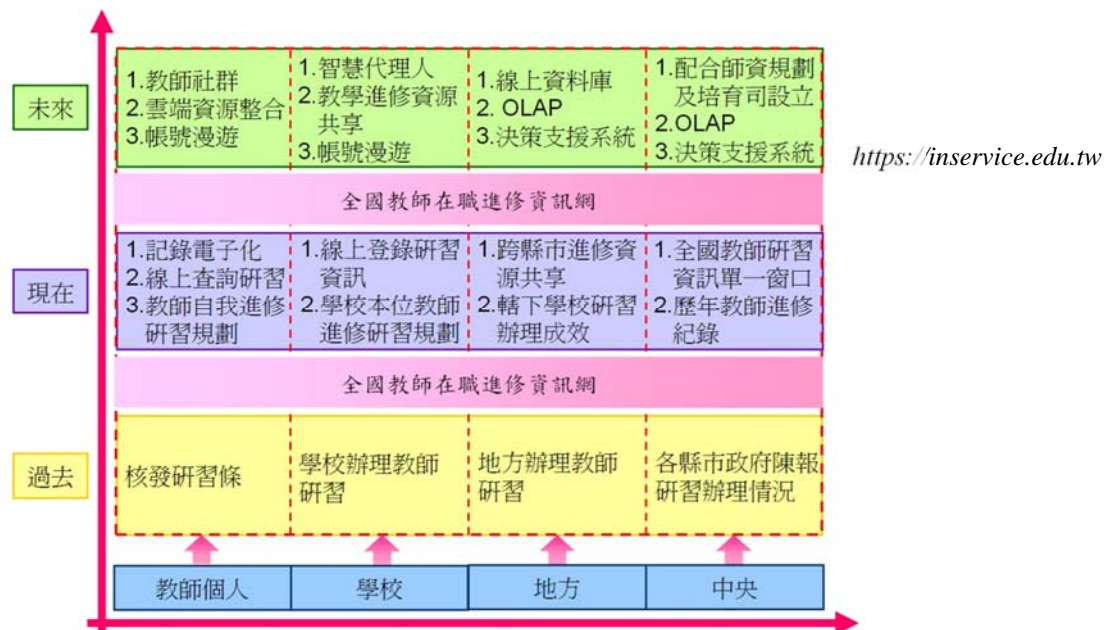 未來
1.教師社群
2.雲端資源整合
3.帳號漫遊
1.智慧代理人
2.教學進修資源
共享
3.帳號漫遊
1.線上資料庫
2. OLAP
3.決策支援系統
1.配合師資規劃
及培育司設立
2.OLAP
3.決策支援系統
https://inservice.edu.tw
全國教師在職進修資訊網
現在
1.記錄電子化
2.線上查詢研習
3.教師自我進修
研習規劃
1.線上登錄研習
資訊
2.學校本位教師
進修研習規劃
1.跨縣市進修資
源共享
2.轄下學校研習
辦理成效
1.全國教師研習
資訊單一窗口
2.歷年教師進修
紀錄
全國教師在職進修資訊網
過去
核發研習條
學校辦理教師
研習
地方辦理教師
研習
各縣市政府陳報
研習辦理情況
教師個人
學校
地方
中央